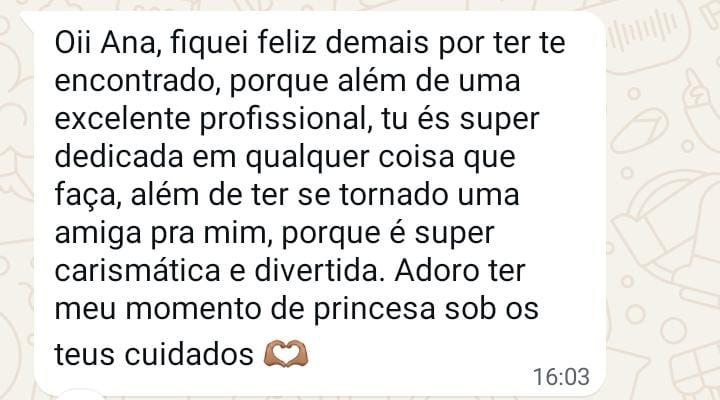 Oii Ana, fiquei feliz demais por ter te
encontrado, porque além de uma
excelente profissional, tu és super
dedicada em qualquer coisa que
faça, além de ter se tornado uma
amiga pra mim, porque é super
carismática e divertida. Adoro ter
meu momento de princesa sob os
teus cuidados 🫶🏽
16:03